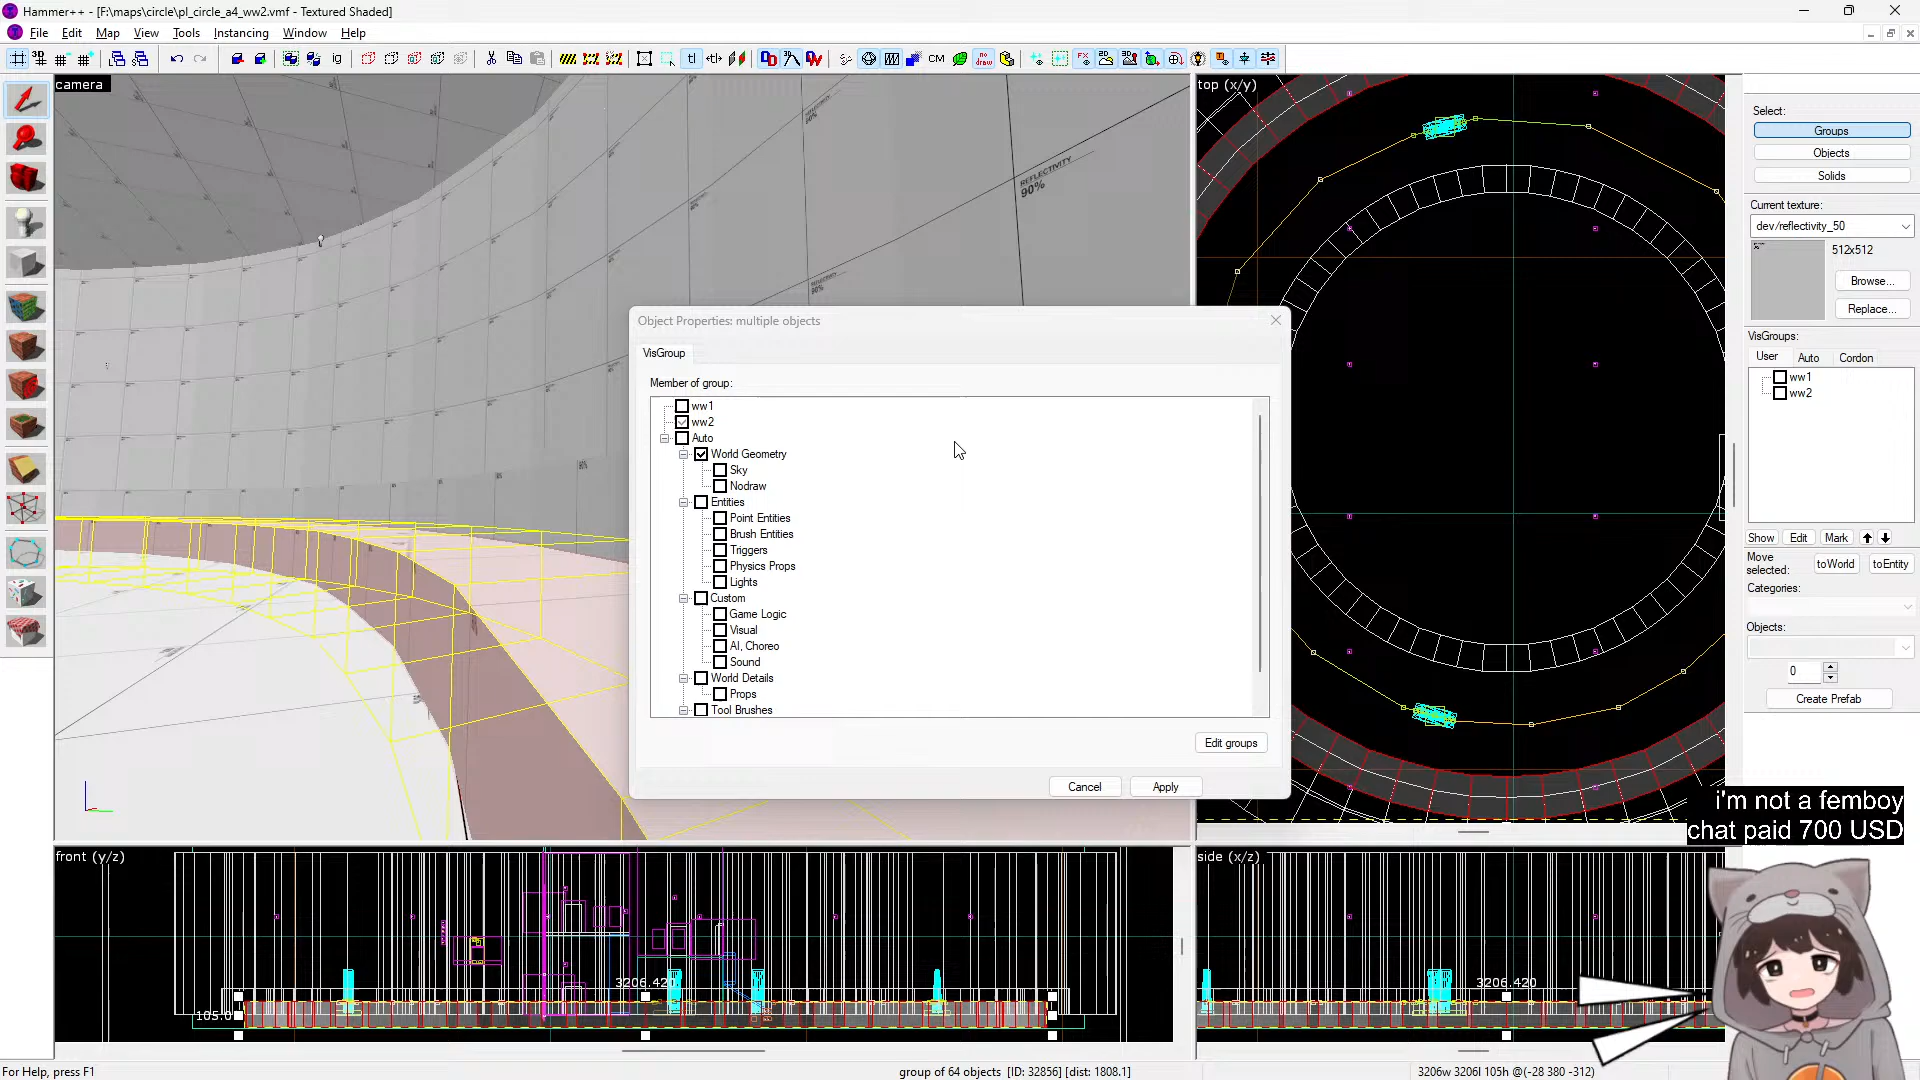 Hammer++ - [F:\maps\circle\pl_circle_a4_ww2.vmf - Textured Shaded]
File Edit Map View Tools Instancing Window Help
camera
top (x/y)
REFLECTIVITY
90%
Select:
Groups
Objects
Solids
Current texture:
dev/reflectivity_50
512x512
Browse...
Replace...
VisGroups:
User Auto Cordon
ww1
ww2
Show Edit Mark
Move selected: toWorld toEntity
Categories:
Objects:
0
Create Prefab
Object Properties: multiple objects
VisGroup
Member of group:
ww1
ww2
Auto
World Geometry
Sky
Nodraw
Entities
Point Entities
Brush Entities
Triggers
Physics Props
Lights
Custom
Game Logic
Visual
AI, Choreo
Sound
World Details
Props
Tool Brushes
Edit groups
Cancel Apply
i'm not a femboy
chat paid 700 USD
front (y/z)
3206.420
105.0
side (x/z)
3206.420
For Help, press F1
group of 64 objects [ID: 32856] [dist: 1808.1]
3206w 3206l 105h @(-28 380 -312)